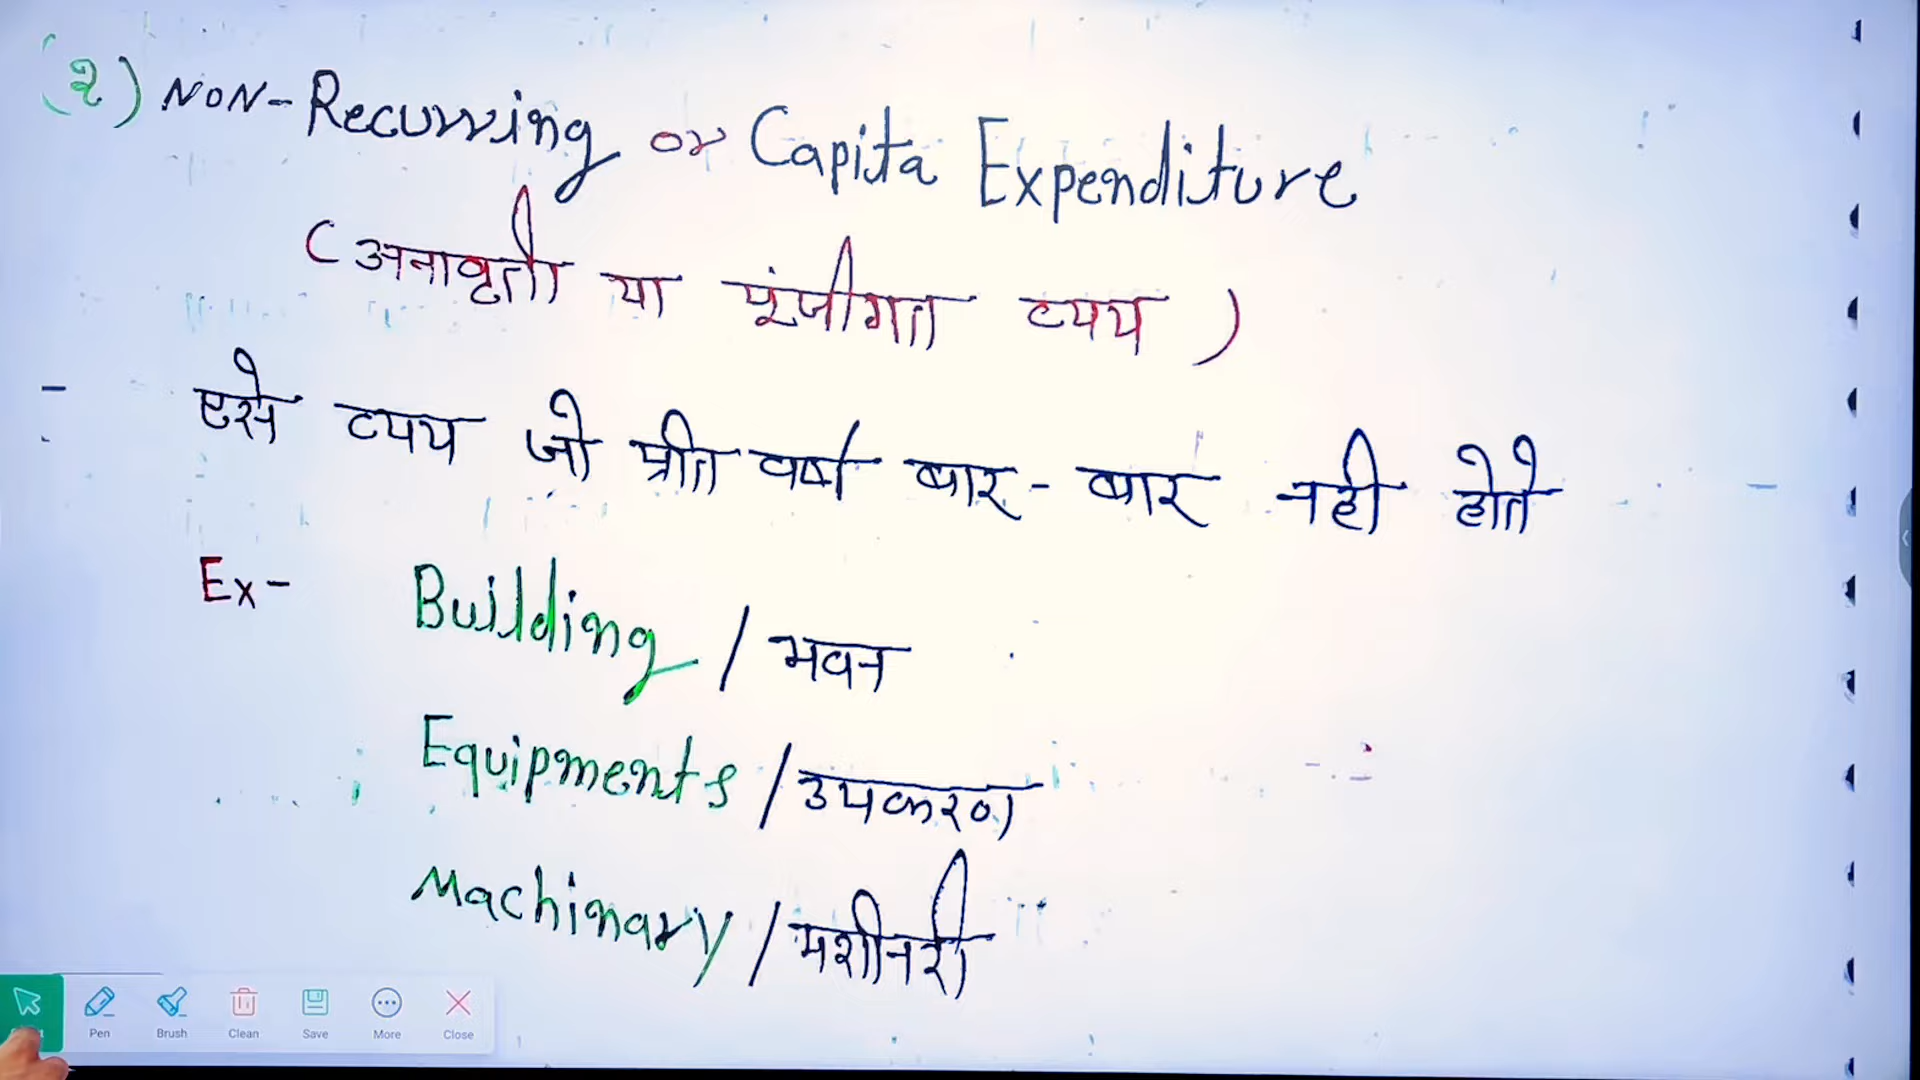 (२) NON-Recurring or Capita Expenditure
(अनावृती या पूंजीगत व्यय)
एसे व्यय जो प्रति वर्ष बार-बार नही होते
Ex- Building / भवन
Equipments / उपकरण
Machinary / मशीनरी
Pen Brush Clean Save More Close